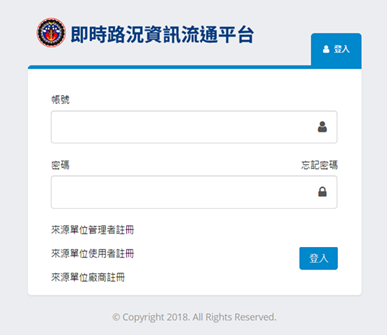 即時路況資訊流通平台
登入
帳號
密碼 忘記密碼
來源單位管理者註冊
來源單位使用者註冊
登入
來源單位廠商註冊
© Copyright 2018. All Rights Reserved.